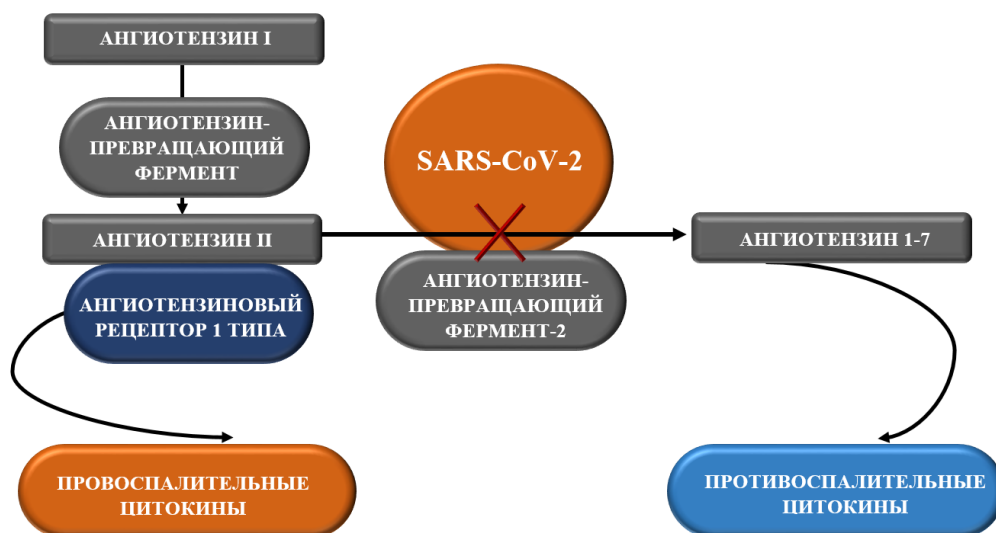 АНГИОТЕНЗИН I
АНГИОТЕНЗИН-
ПРЕВРАЩАЮЩИЙ
ФЕРМЕНТ
SARS-CoV-2
АНГИОТЕНЗИН II
АНГИОТЕНЗИН 1-7
АНГИОТЕНЗИНОВЫЙ
РЕЦЕПТОР 1 ТИПА
АНГИОТЕНЗИН-
ПРЕВРАЩАЮЩИЙ
ФЕРМЕНТ-2
ПРОВОСПАЛИТЕЛЬНЫЕ
ЦИТОКИНЫ
ПРОТИВОСПАЛИТЕЛЬНЫЕ
ЦИТОКИНЫ